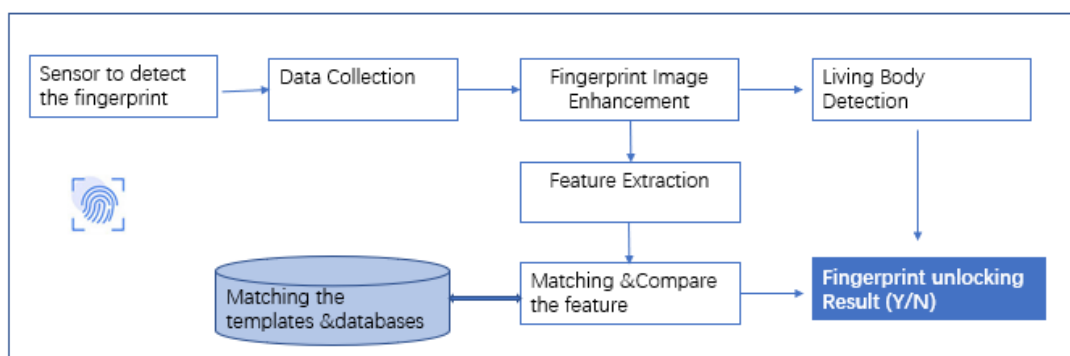 Sensor to detect
the fingerprint
Data Collection
Fingerprint Image
Enhancement
Living Body
Detection
Feature Extraction
Matching the
templates &databases
Matching &Compare
the feature
Fingerprint unlocking
Result (Y/N)